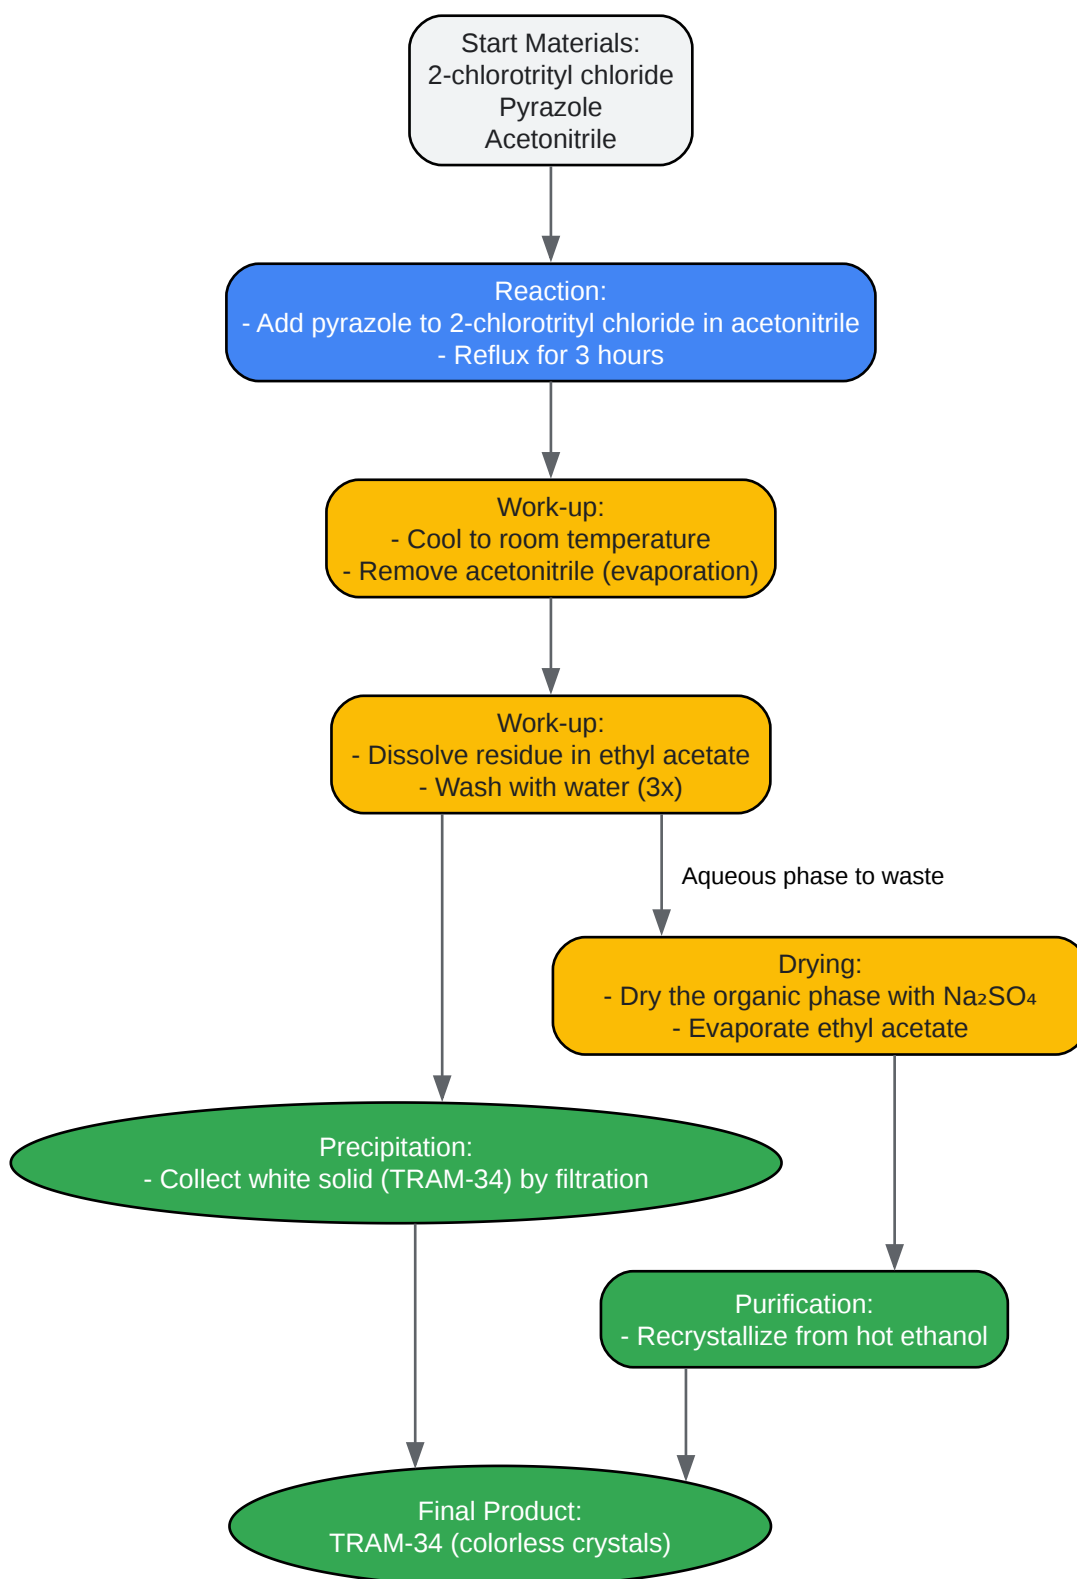 Start Materials:
2-chlorotrityl chloride
Pyrazole
Acetonitrile
Reaction:
- Add pyrazole to 2-chlorotrityl chloride in acetonitrile
- Reflux for 3 hours
Work-up:
- Cool to room temperature
- Remove acetonitrile (evaporation)
Work-up:
- Dissolve residue in ethyl acetate
- Wash with water (3x)
Aqueous phase to waste
Drying:
- Dry the organic phase with Na₂SO₄
- Evaporate ethyl acetate
Precipitation:
- Collect white solid (TRAM-34) by filtration
Purification:
- Recrystallize from hot ethanol
Final Product:
TRAM-34 (colorless crystals)